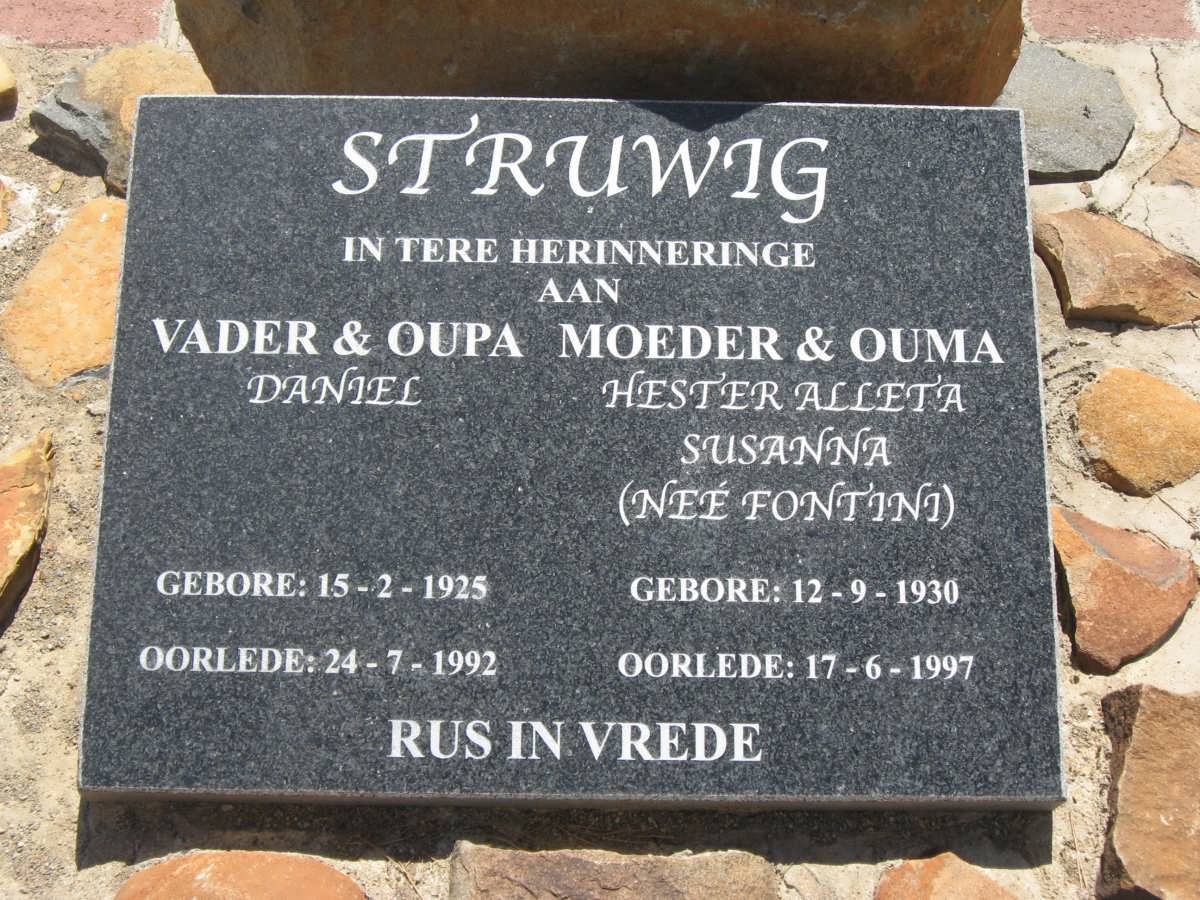 STRUWIG
IN TERE HERINNERINGE
AAN
VADER & OUPA
DANIEL
GEBORE: 15 - 2 - 1925
OORLEDE: 24 - 7 - 1992
MOEDER & OUMA
HESTER ALLETA
SUSANNA
(NEÉ FONTINI)
GEBORE: 12 - 9 - 1930
OORLEDE: 17 - 6 - 1997
RUS IN VREDE